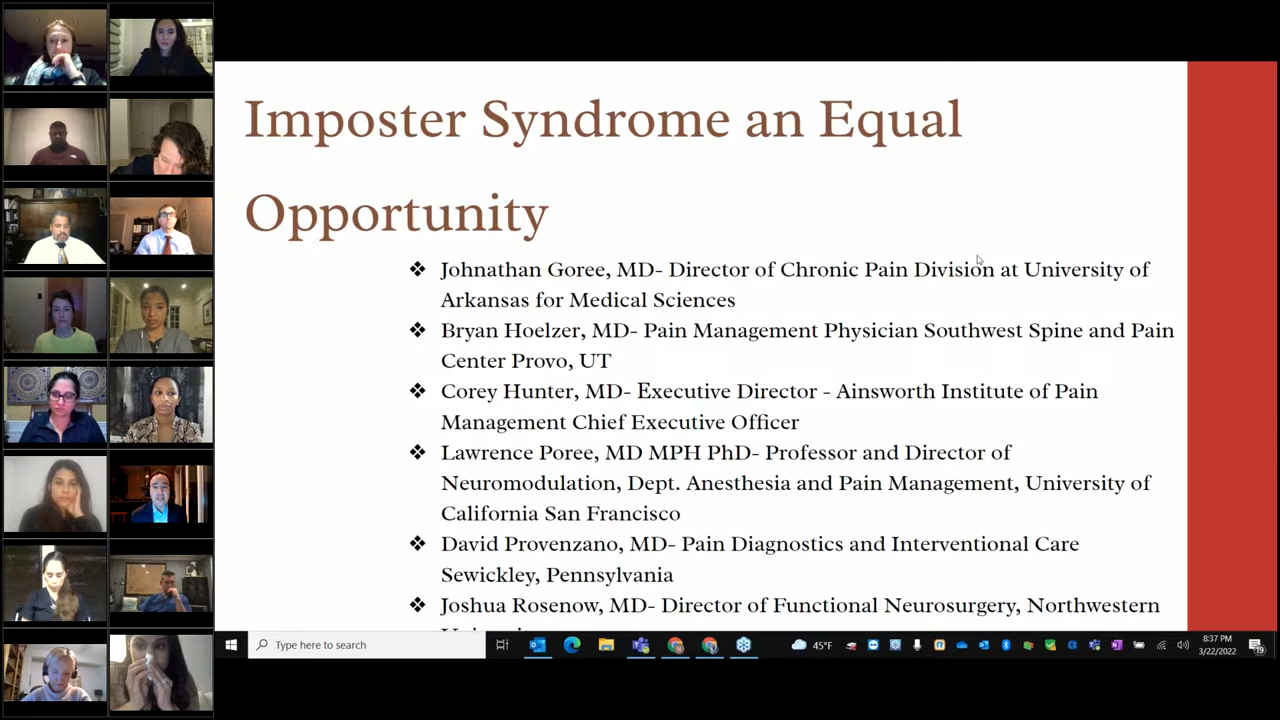 Imposter Syndrome an Equal
Opportunity
❖ Johnathan Goree, MD- Director of Chronic Pain Division at University of
Arkansas for Medical Sciences
❖ Bryan Hoelzer, MD- Pain Management Physician Southwest Spine and Pain
Center Provo, UT
❖ Corey Hunter, MD- Executive Director - Ainsworth Institute of Pain
Management Chief Executive Officer
❖ Lawrence Poree, MD MPH PhD- Professor and Director of
Neuromodulation, Dept. Anesthesia and Pain Management, University of
California San Francisco
❖ David Provenzano, MD- Pain Diagnostics and Interventional Care
Sewickley, Pennsylvania
❖ Joshua Rosenow, MD- Director of Functional Neurosurgery, Northwestern
Type here to search
45°F
8:37 PM
3/22/2022
19